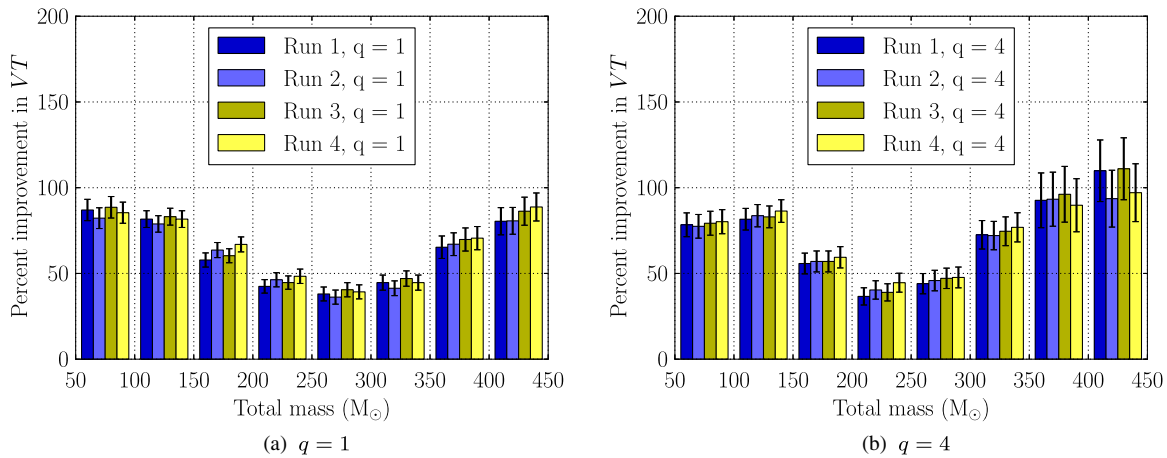 200
150
100
50
0
Percent improvement in VT
Run 1, q = 1
Run 2, q = 1
Run 3, q = 1
Run 4, q = 1
50 100 150 200 250 300 350 400 450
Total mass (M⊙)
(a) q = 1
200
150
100
50
0
Percent improvement in VT
Run 1, q = 4
Run 2, q = 4
Run 3, q = 4
Run 4, q = 4
50 100 150 200 250 300 350 400 450
Total mass (M⊙)
(b) q = 4